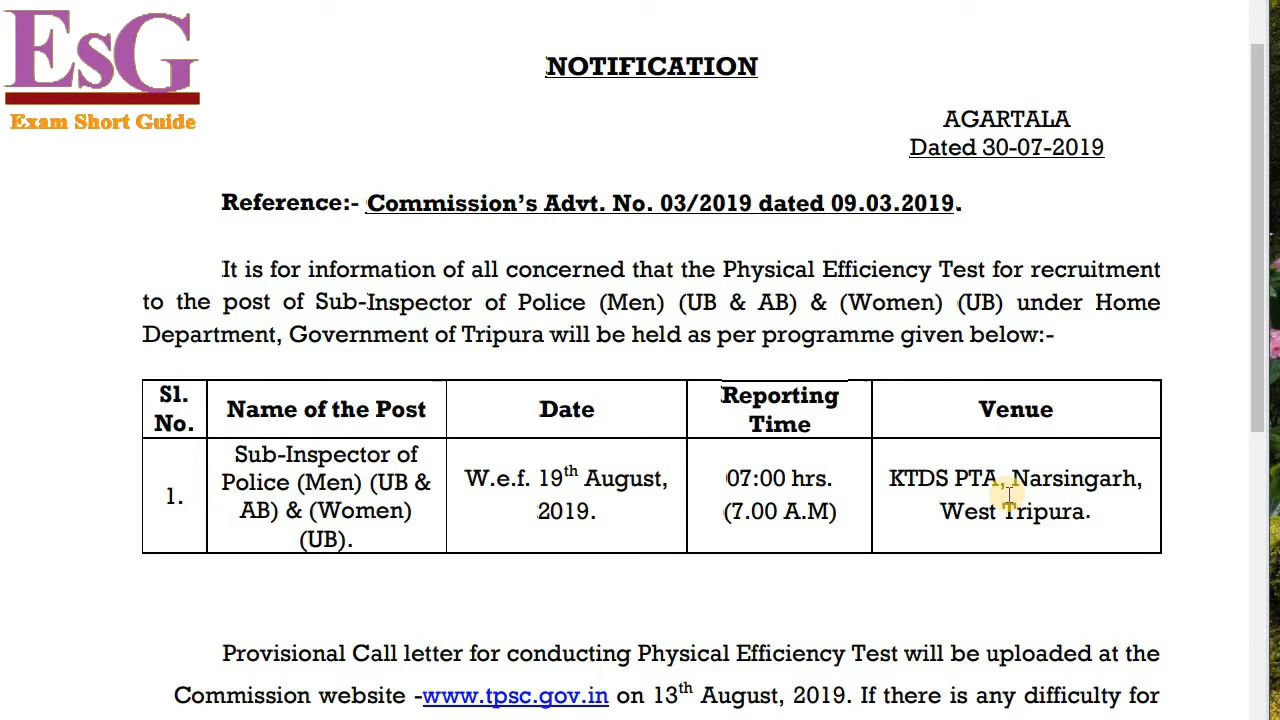 EsG
Exam Short Guide
NOTIFICATION
AGARTALA
Dated 30-07-2019
Reference:- Commission's Advt. No. 03/2019 dated 09.03.2019.
It is for information of all concerned that the Physical Efficiency Test for recruitment
to the post of Sub-Inspector of Police (Men) (UB & AB) & (Women) (UB) under Home
Department, Government of Tripura will be held as per programme given below:-
Sl.
No.
Name of the Post
Date
Reporting
Time
Venue
1.
Sub-Inspector of
Police (Men) (UB &
AB) & (Women)
(UB).
W.e.f. 19th August,
2019.
07:00 hrs.
(7.00 A.M)
KTDS PTA, Narsingarh,
West Tripura.
Provisional Call letter for conducting Physical Efficiency Test will be uploaded at the
Commission website -www.tpsc.gov.in on 13th August, 2019. If there is any difficulty for